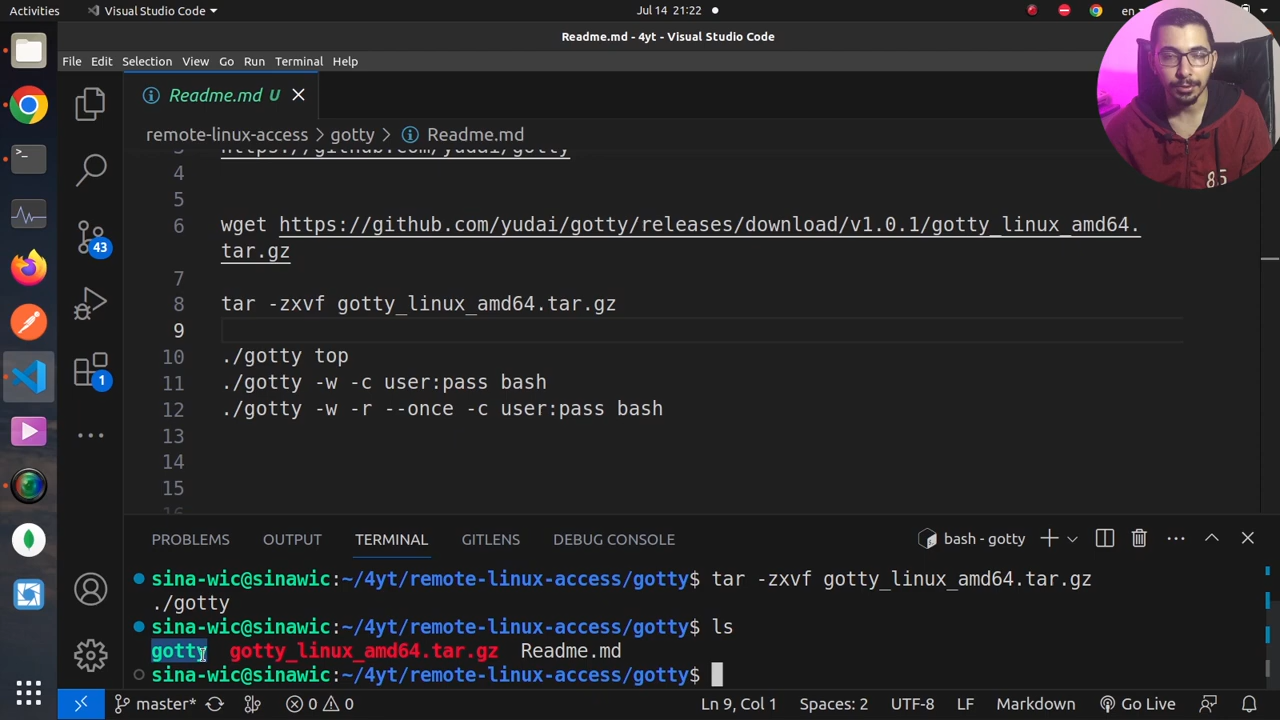 Activities
Visual Studio Code
Jul 14 21:22
en
Readme.md - 4yt - Visual Studio Code
File Edit Selection View Go Run Terminal Help
Readme.md U
remote-linux-access > gotty > Readme.md
3 https://github.com/yudai/gotty
4
5
6 wget https://github.com/yudai/gotty/releases/download/v1.0.1/gotty_linux_amd64.
tar.gz
7
8 tar -zxvf gotty_linux_amd64.tar.gz
9
10 ./gotty top
11 ./gotty -w -c user:pass bash
12 ./gotty -w -r --once -c user:pass bash
13
14
15
43
1
85
PROBLEMS OUTPUT TERMINAL GITLENS DEBUG CONSOLE
bash - gotty
sina-wic@sinawic:~/4yt/remote-linux-access/gotty$ tar -zxvf gotty_linux_amd64.tar.gz
./gotty
sina-wic@sinawic:~/4yt/remote-linux-access/gotty$ ls
gotty gotty_linux_amd64.tar.gz Readme.md
sina-wic@sinawic:~/4yt/remote-linux-access/gotty$
master* 0 0 Ln 9, Col 1 Spaces: 2 UTF-8 LF Markdown Go Live